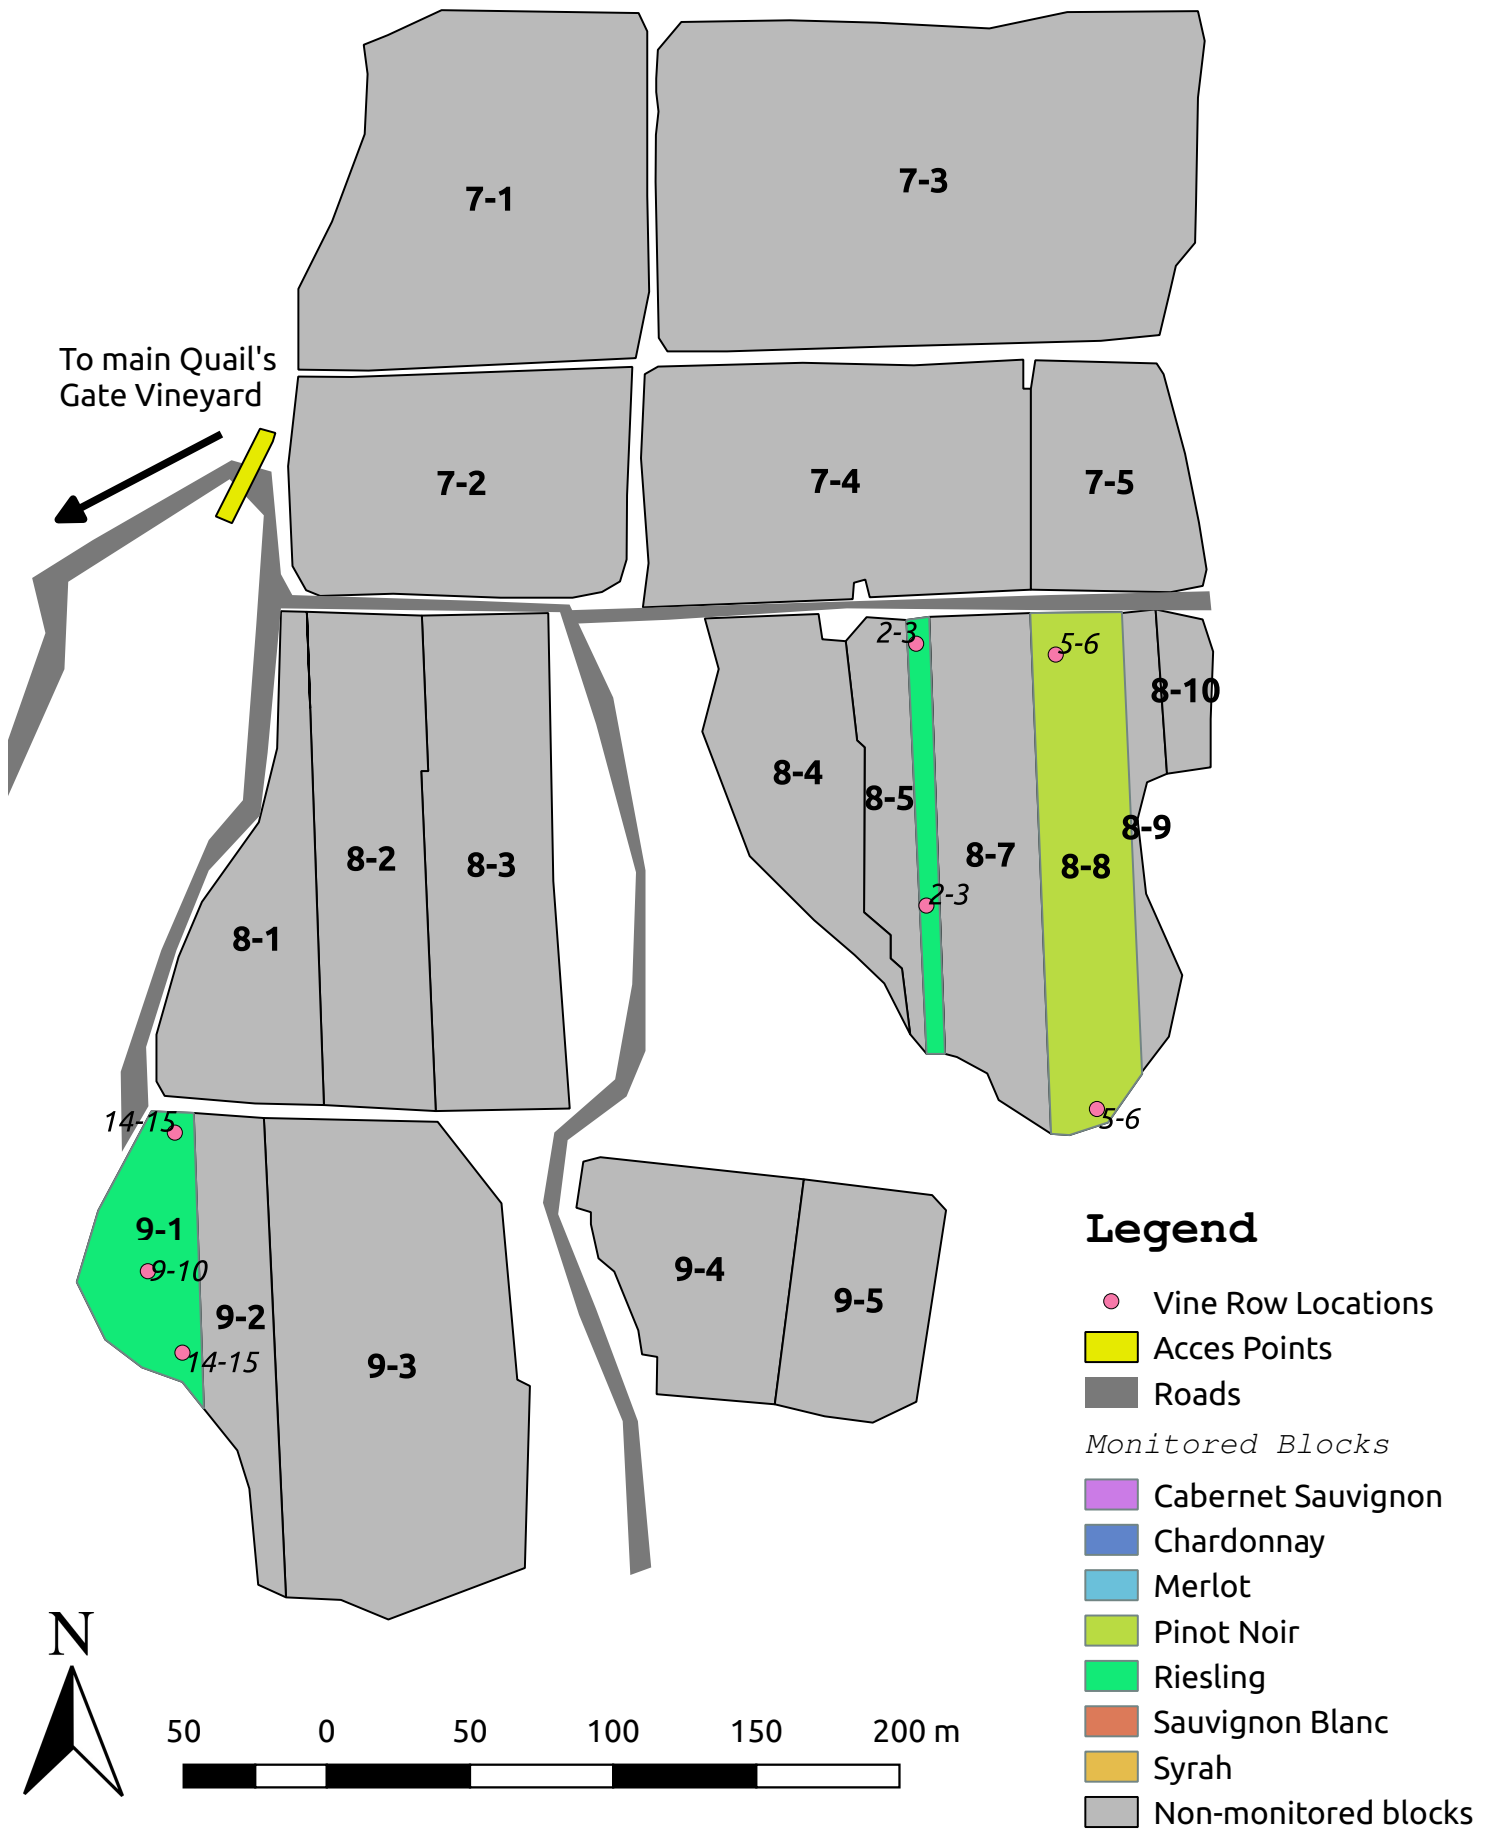 7-1
7-3
To main Quail's
Gate Vineyard
7-2
7-4
7-5
2-3
5-6
8-10
8-4
8-5
8-9
8-2
8-3
8-7
8-8
2-3
8-1
14-15
5-6
9-1
9-10
9-2
14-15
9-3
9-4
9-5
Legend
Vine Row Locations
Acces Points
Roads
Monitored Blocks
Cabernet Sauvignon
Chardonnay
Merlot
Pinot Noir
Riesling
Sauvignon Blanc
Syrah
Non-monitored blocks
N
50 0 50 100 150 200 m